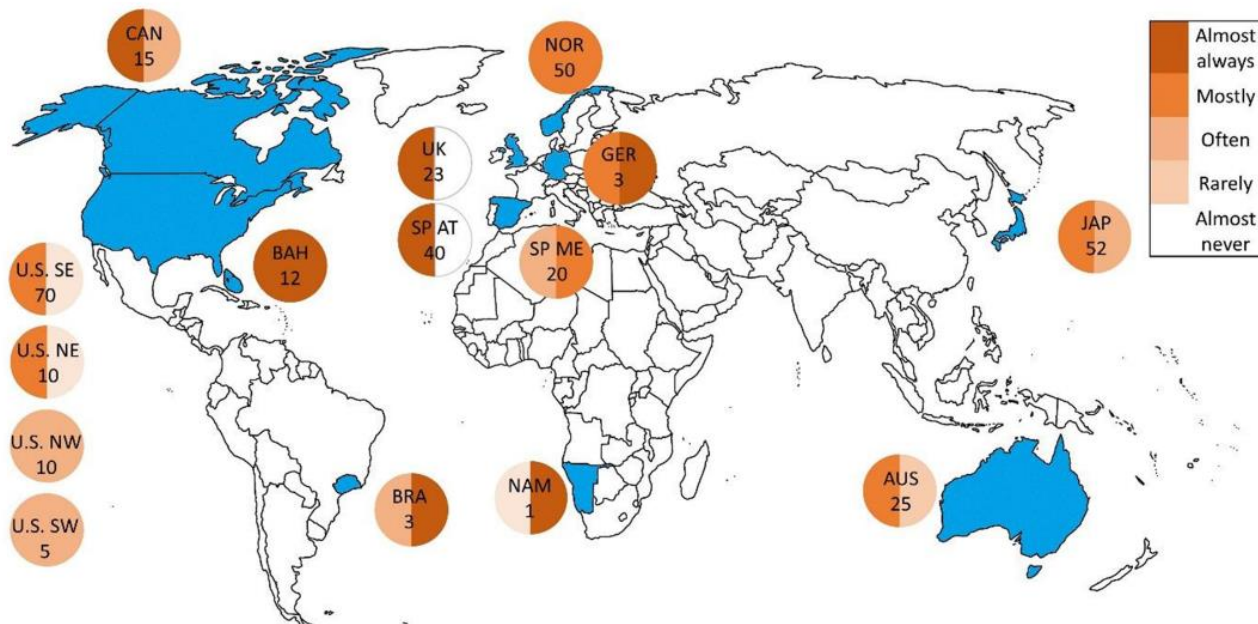 CAN
15
NOR
50
Almost
always
Mostly
Often
Rarely
Almost
never
UK
23
GER
3
SP AT
40
SP ME
20
JAP
52
BAH
12
U.S. SE
70
U.S. NE
10
U.S. NW
10
U.S. SW
5
BRA
3
NAM
1
AUS
25